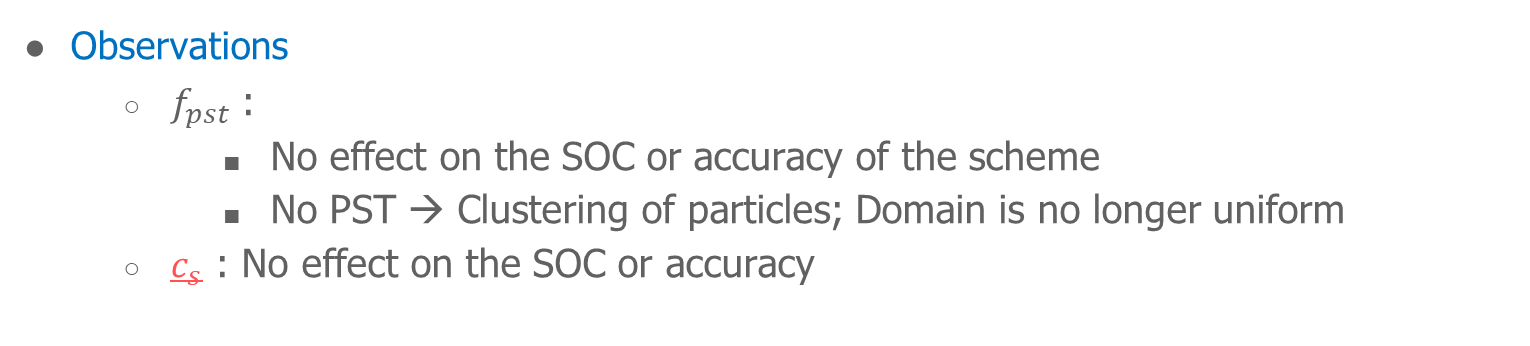 ● Observations
○ f_pst :
■ No effect on the SOC or accuracy of the scheme
■ No PST → Clustering of particles; Domain is no longer uniform
○ c_s : No effect on the SOC or accuracy